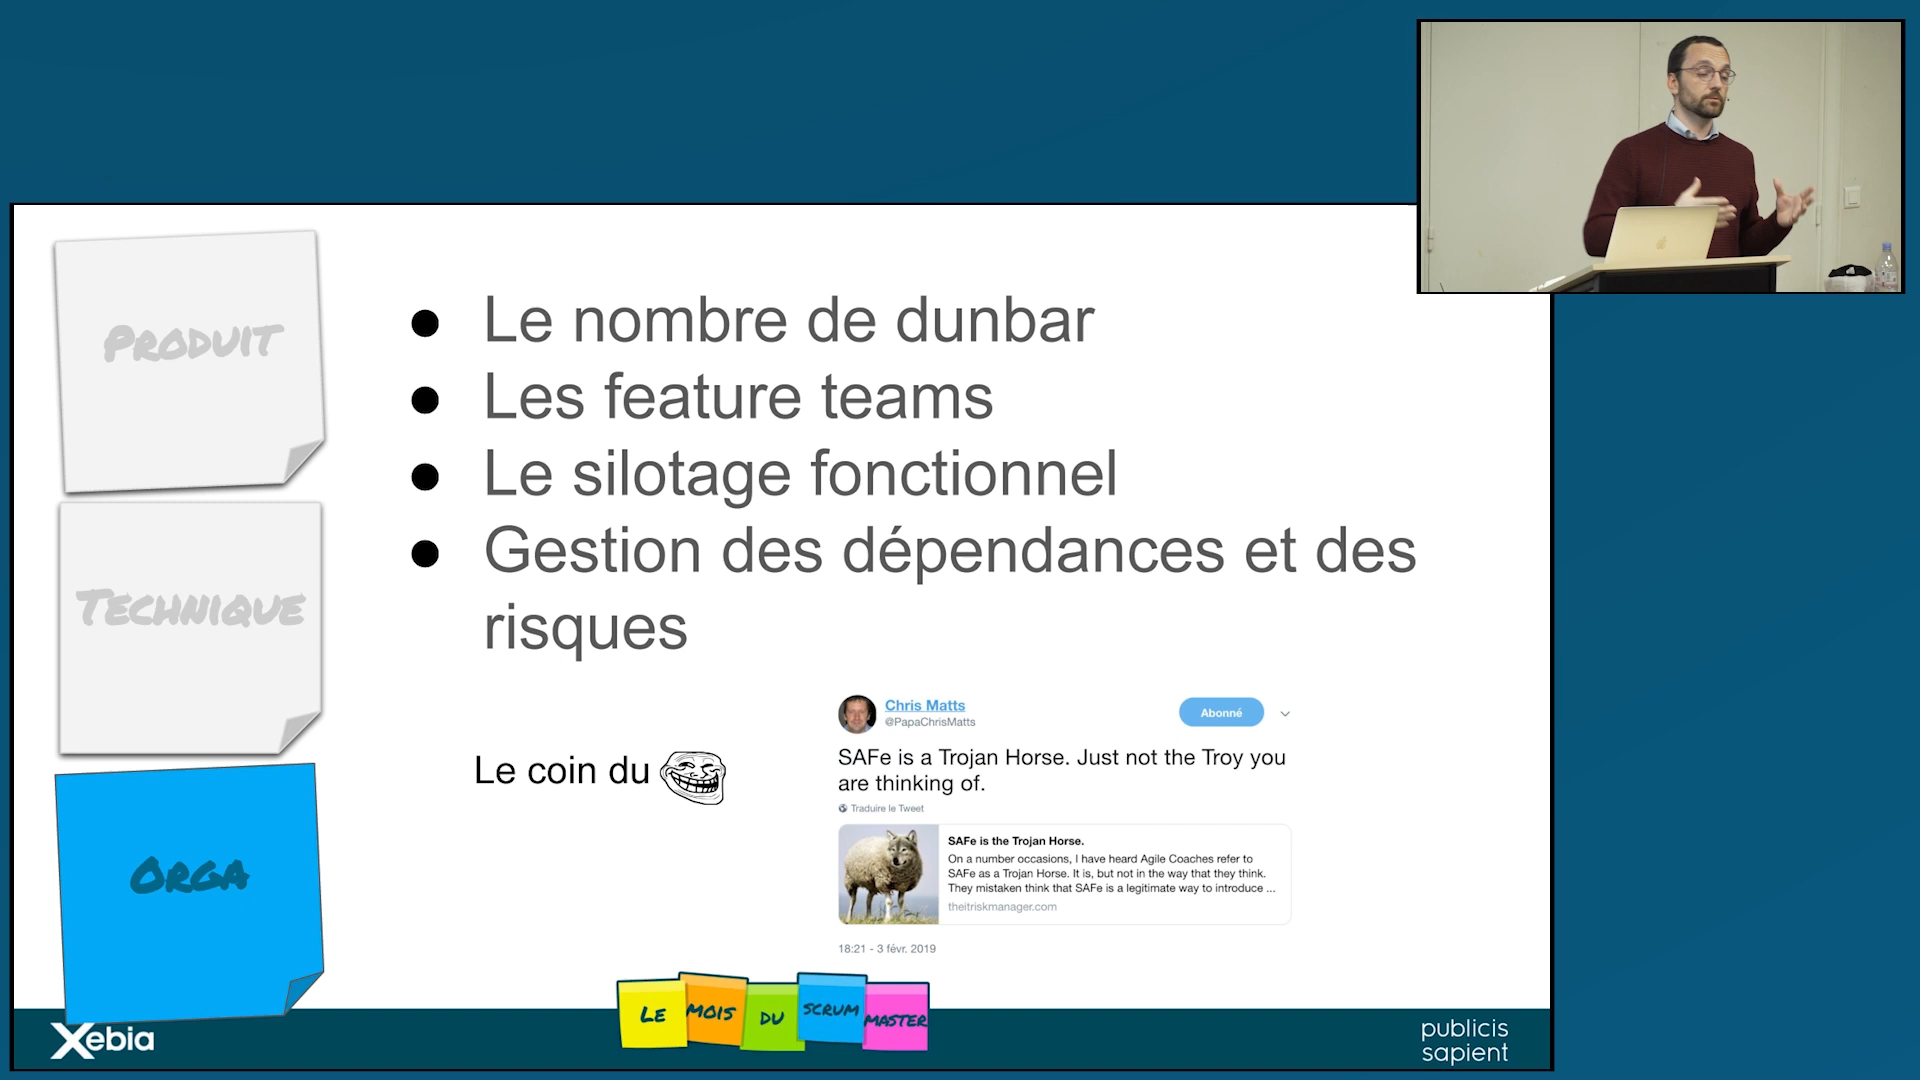 PRODUIT
TECHNIQUE
ORGA
Le nombre de dunbar
Les feature teams
Le silotage fonctionnel
Gestion des dépendances et des
risques
Le coin du
Chris Matts
@PapaChrisMatts
Abonné
SAFe is a Trojan Horse. Just not the Troy you
are thinking of.
Traduire le Tweet
SAFe is the Trojan Horse.
On a number occasions, I have heard Agile Coaches refer to
SAFe as a Trojan Horse. It is, but not in the way that they think.
They mistaken think that SAFe is a legitimate way to introduce ...
theitriskmanager.com
18:21 - 3 févr. 2019
LE MOIS DU SCRUM MASTER
Xebia
publicis
sapient